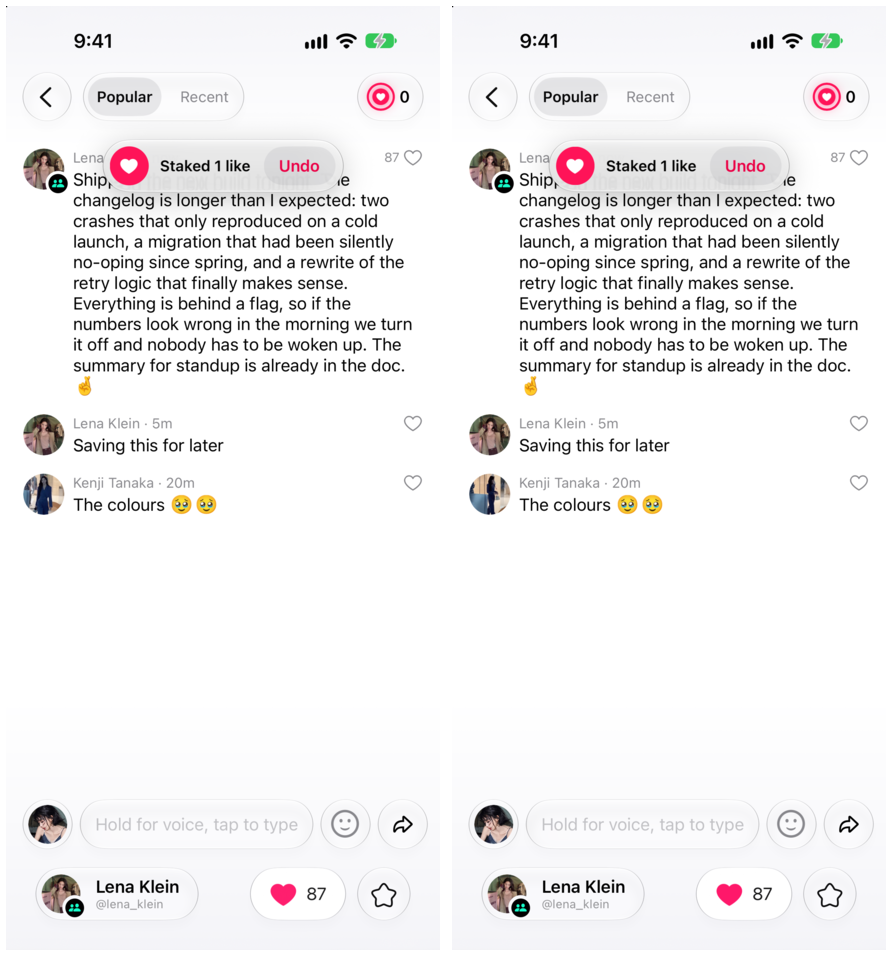 9:41
Popular
Recent
0
Staked 1 like
Undo
Lena
87
changelog is longer than I expected: two
crashes that only reproduced on a cold
launch, a migration that had been silently
no-oping since spring, and a rewrite of the
retry logic that finally makes sense.
Everything is behind a flag, so if the
numbers look wrong in the morning we turn
it off and nobody has to be woken up. The
summary for standup is already in the doc.
🤞
Lena Klein · 5m
Saving this for later
Kenji Tanaka · 20m
The colours 🥹🥹
Hold for voice, tap to type
Lena Klein
@lena_klein
87
9:41
Popular
Recent
0
Staked 1 like
Undo
Lena
87
changelog is longer than I expected: two
crashes that only reproduced on a cold
launch, a migration that had been silently
no-oping since spring, and a rewrite of the
retry logic that finally makes sense.
Everything is behind a flag, so if the
numbers look wrong in the morning we turn
it off and nobody has to be woken up. The
summary for standup is already in the doc.
🤞
Lena Klein · 5m
Saving this for later
Kenji Tanaka · 20m
The colours 🥹🥹
Hold for voice, tap to type
Lena Klein
@lena_klein
87